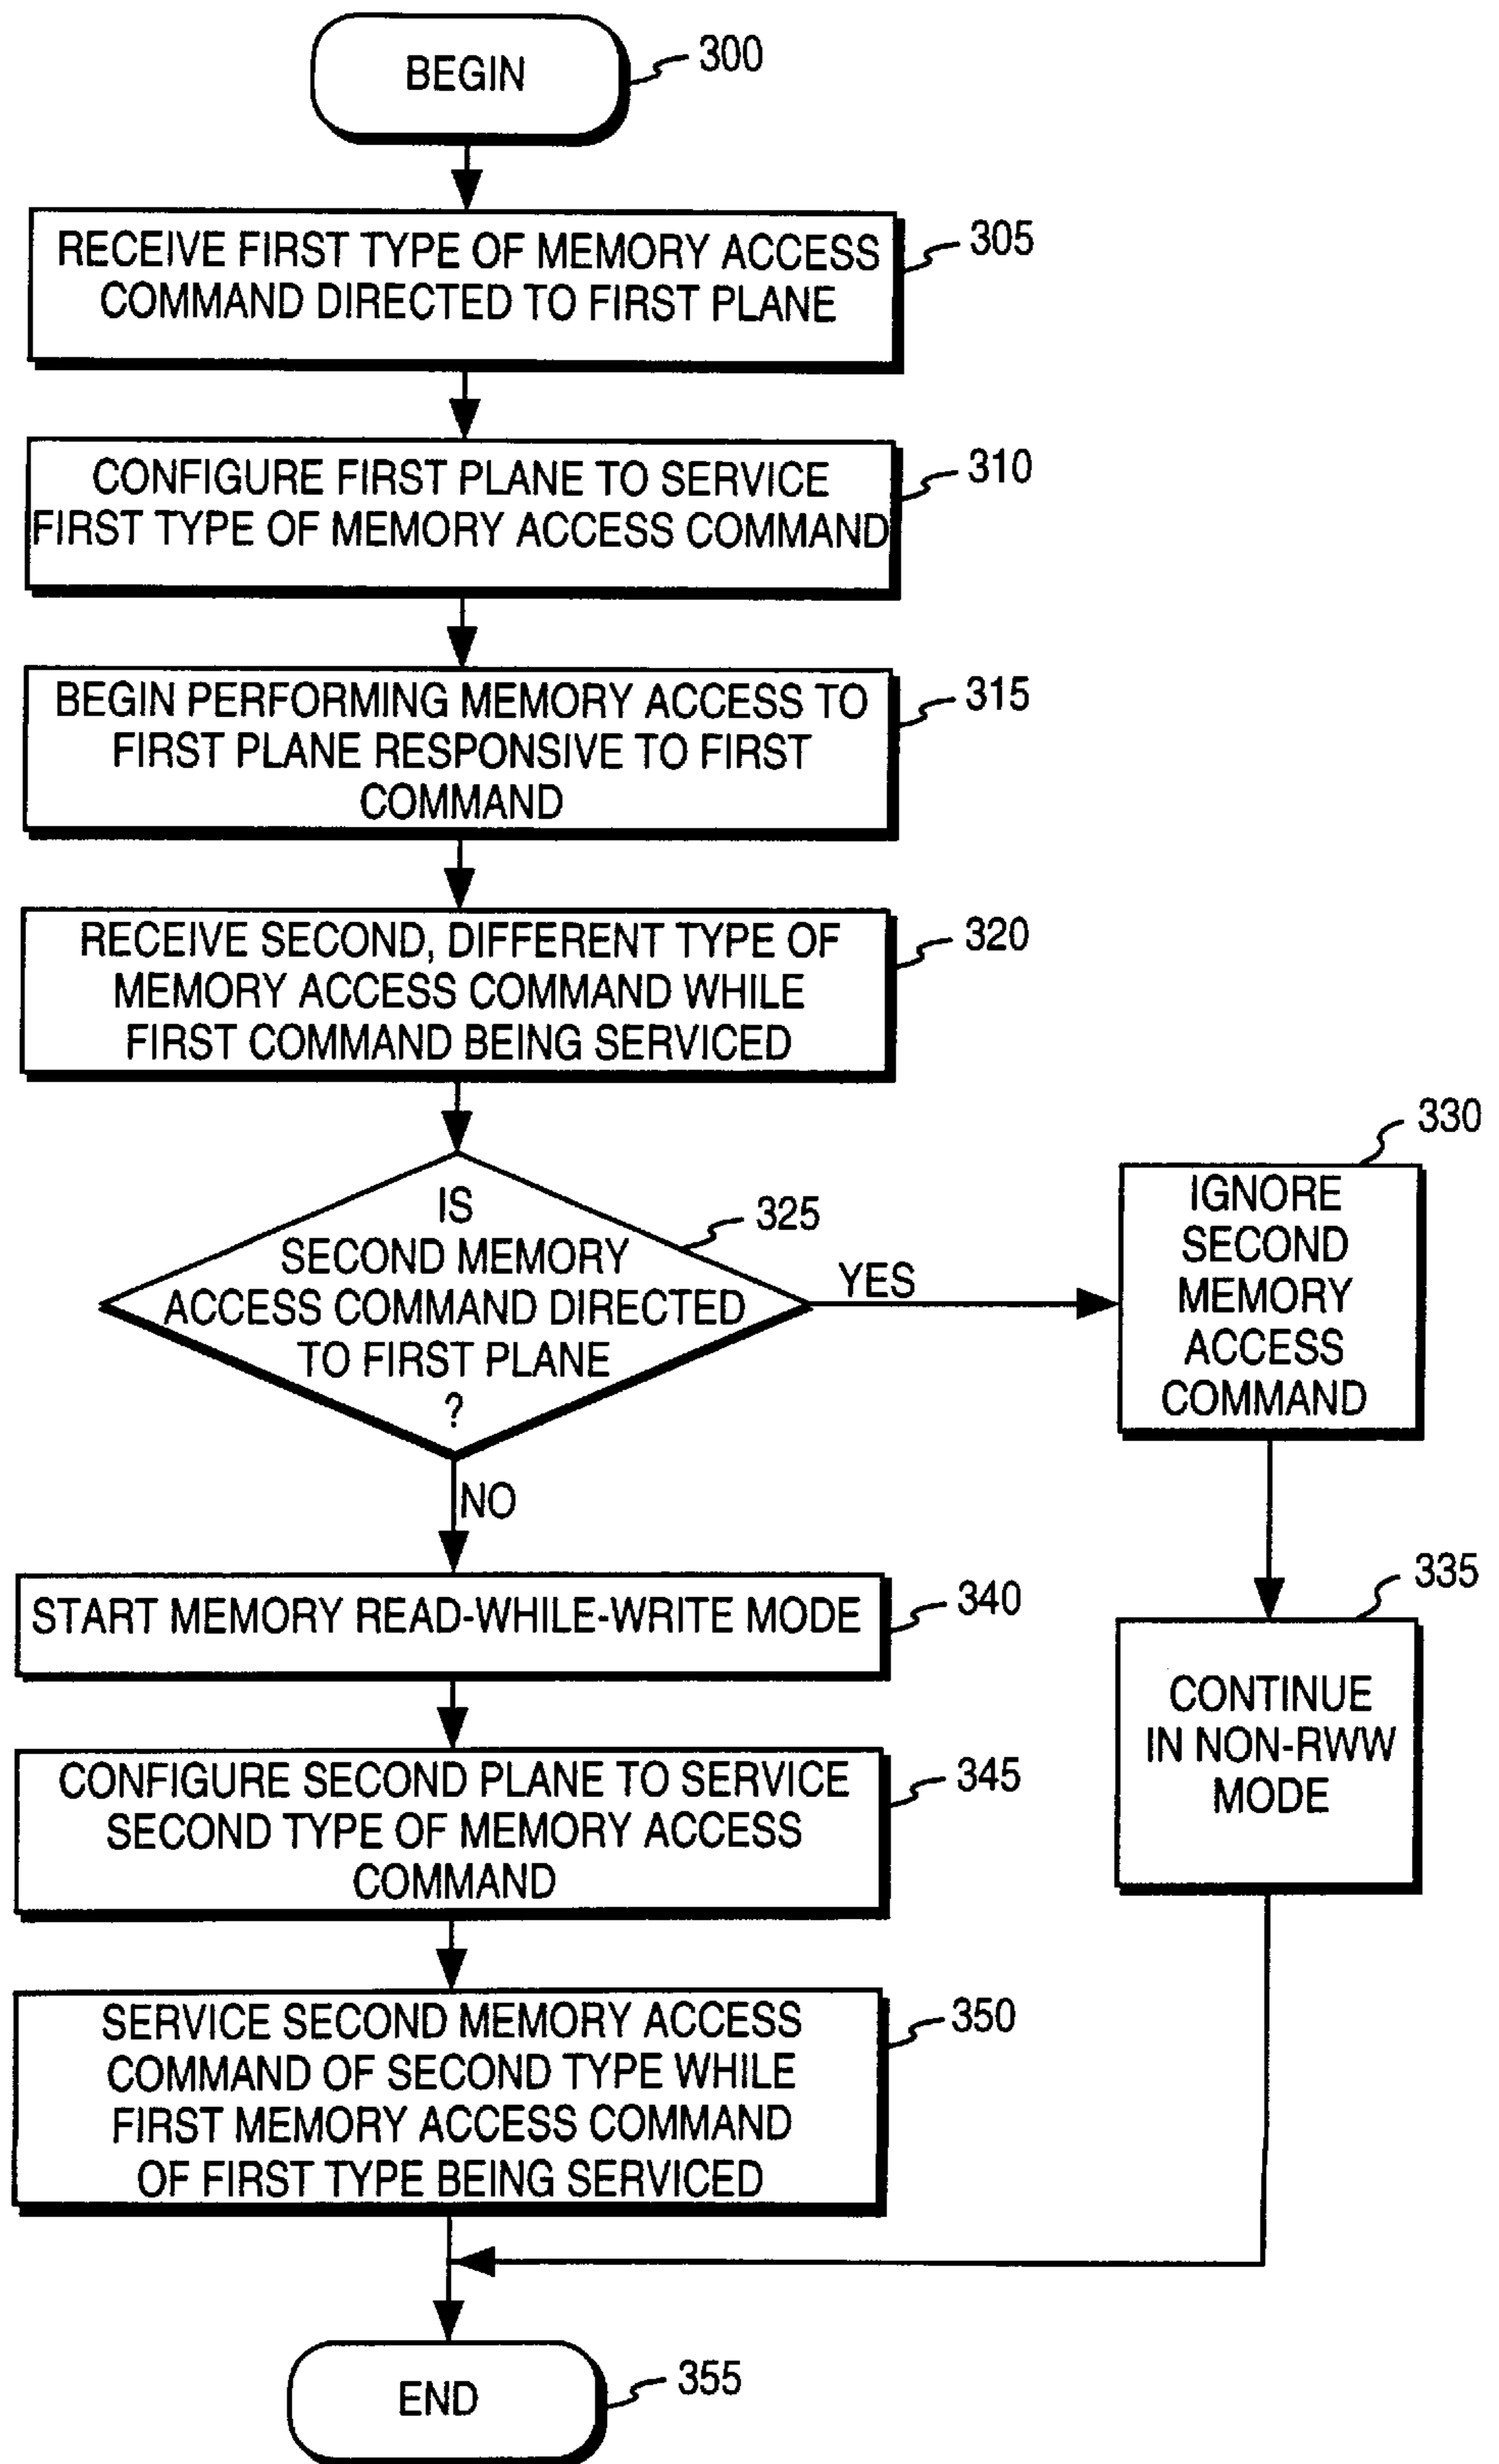 BEGIN
300
RECEIVE FIRST TYPE OF MEMORY ACCESS
COMMAND DIRECTED TO FIRST PLANE
305
CONFIGURE FIRST PLANE TO SERVICE
FIRST TYPE OF MEMORY ACCESS COMMAND
310
BEGIN PERFORMING MEMORY ACCESS TO
FIRST PLANE RESPONSIVE TO FIRST
COMMAND
315
RECEIVE SECOND, DIFFERENT TYPE OF
MEMORY ACCESS COMMAND WHILE
FIRST COMMAND BEING SERVICED
320
IS
SECOND MEMORY
ACCESS COMMAND DIRECTED
TO FIRST PLANE
?
325
YES
330
IGNORE
SECOND
MEMORY
ACCESS
COMMAND
335
CONTINUE
IN NON-RWW
MODE
NO
START MEMORY READ-WHILE-WRITE MODE
340
CONFIGURE SECOND PLANE TO SERVICE
SECOND TYPE OF MEMORY ACCESS
COMMAND
345
SERVICE SECOND MEMORY ACCESS
COMMAND OF SECOND TYPE WHILE
FIRST MEMORY ACCESS COMMAND
OF FIRST TYPE BEING SERVICED
350
END
355